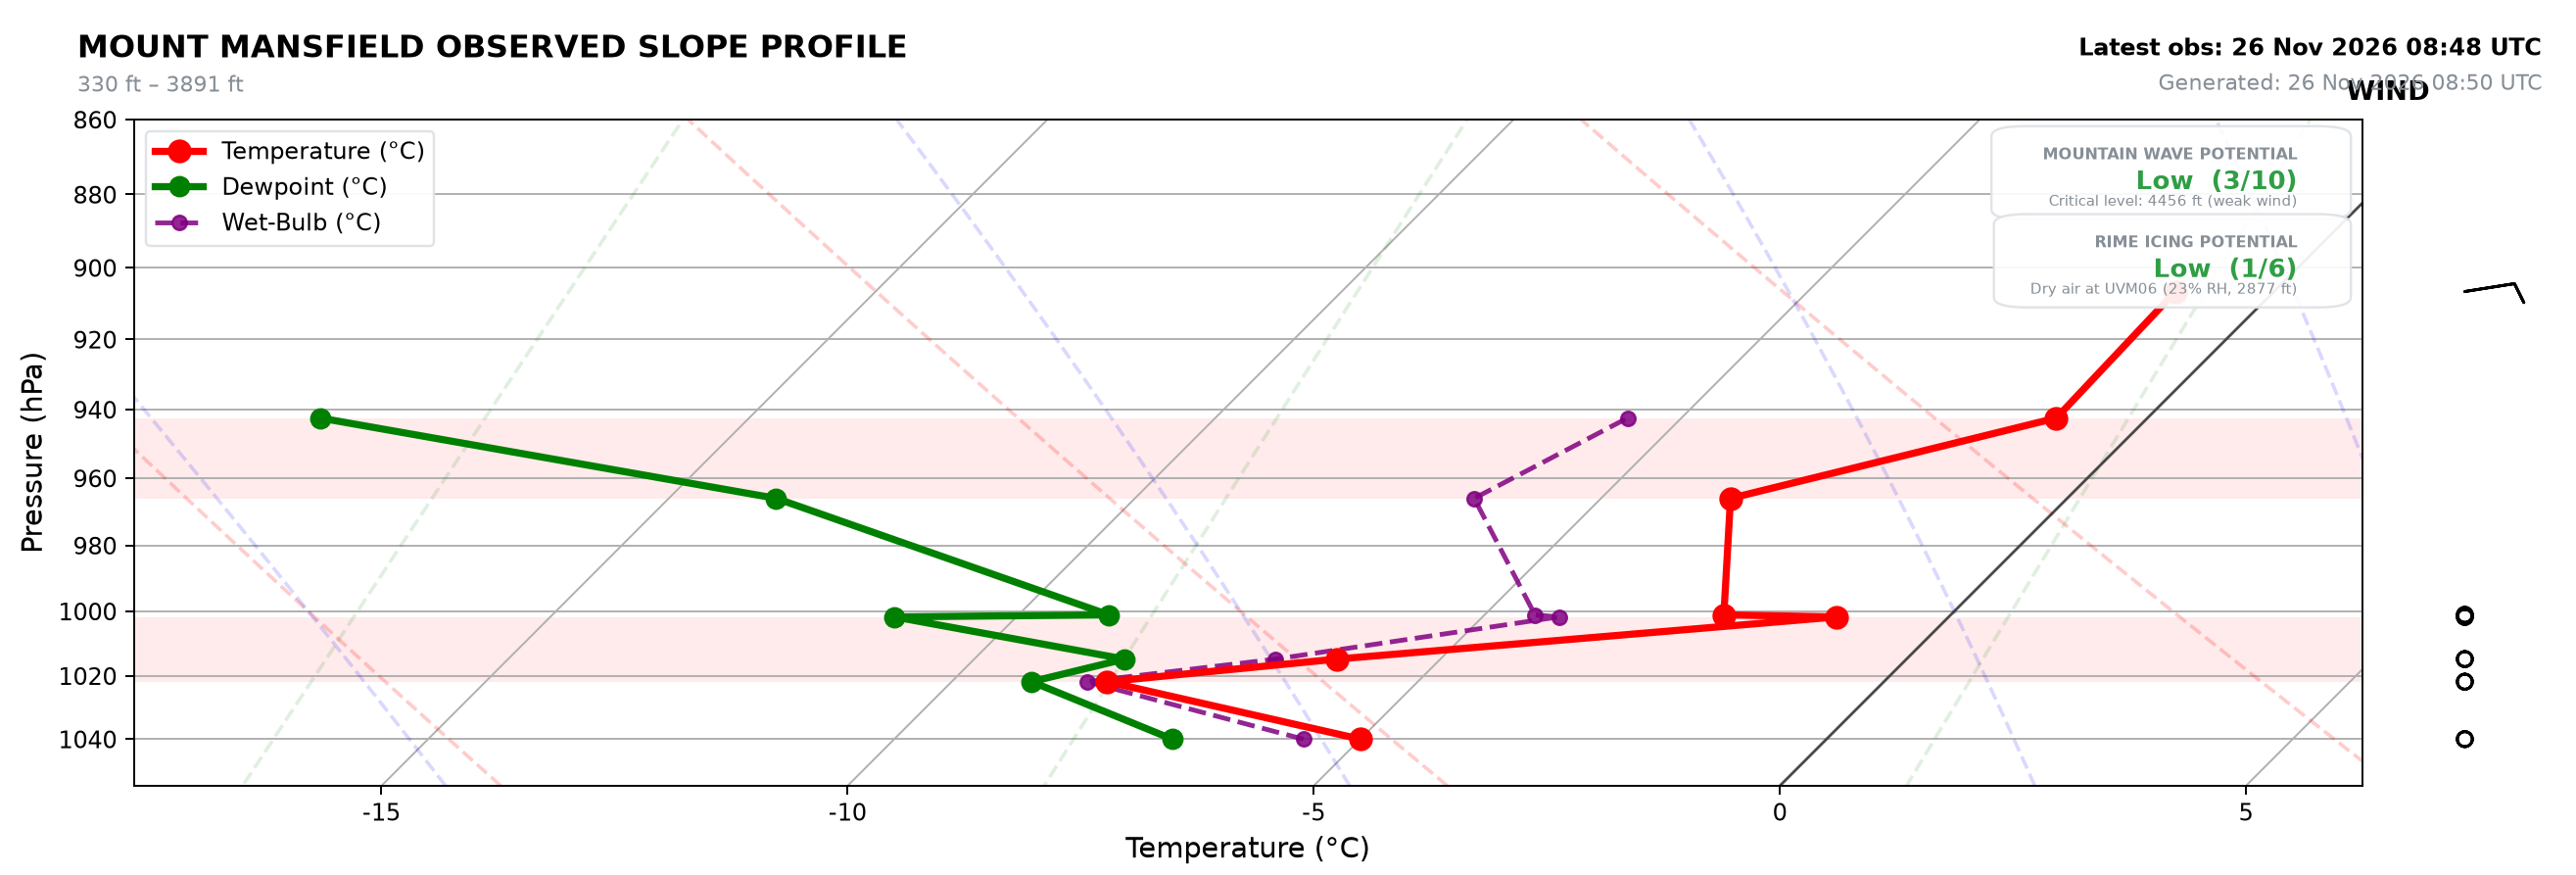 MOUNT MANSFIELD OBSERVED SLOPE PROFILE
330 ft – 3891 ft
Latest obs: 26 Nov 2026 08:48 UTC
Generated: 26 Nov 2026 08:50 UTC
WIND
Temperature (°C)
Dewpoint (°C)
Wet-Bulb (°C)
MOUNTAIN WAVE POTENTIAL
Low (3/10)
Critical level: 4456 ft (weak wind)
RIME ICING POTENTIAL
Low (1/6)
Dry air at UVM06 (23% RH, 2877 ft)
Pressure (hPa)
860
880
900
920
940
960
980
1000
1020
1040
-15
-10
-5
0
5
Temperature (°C)